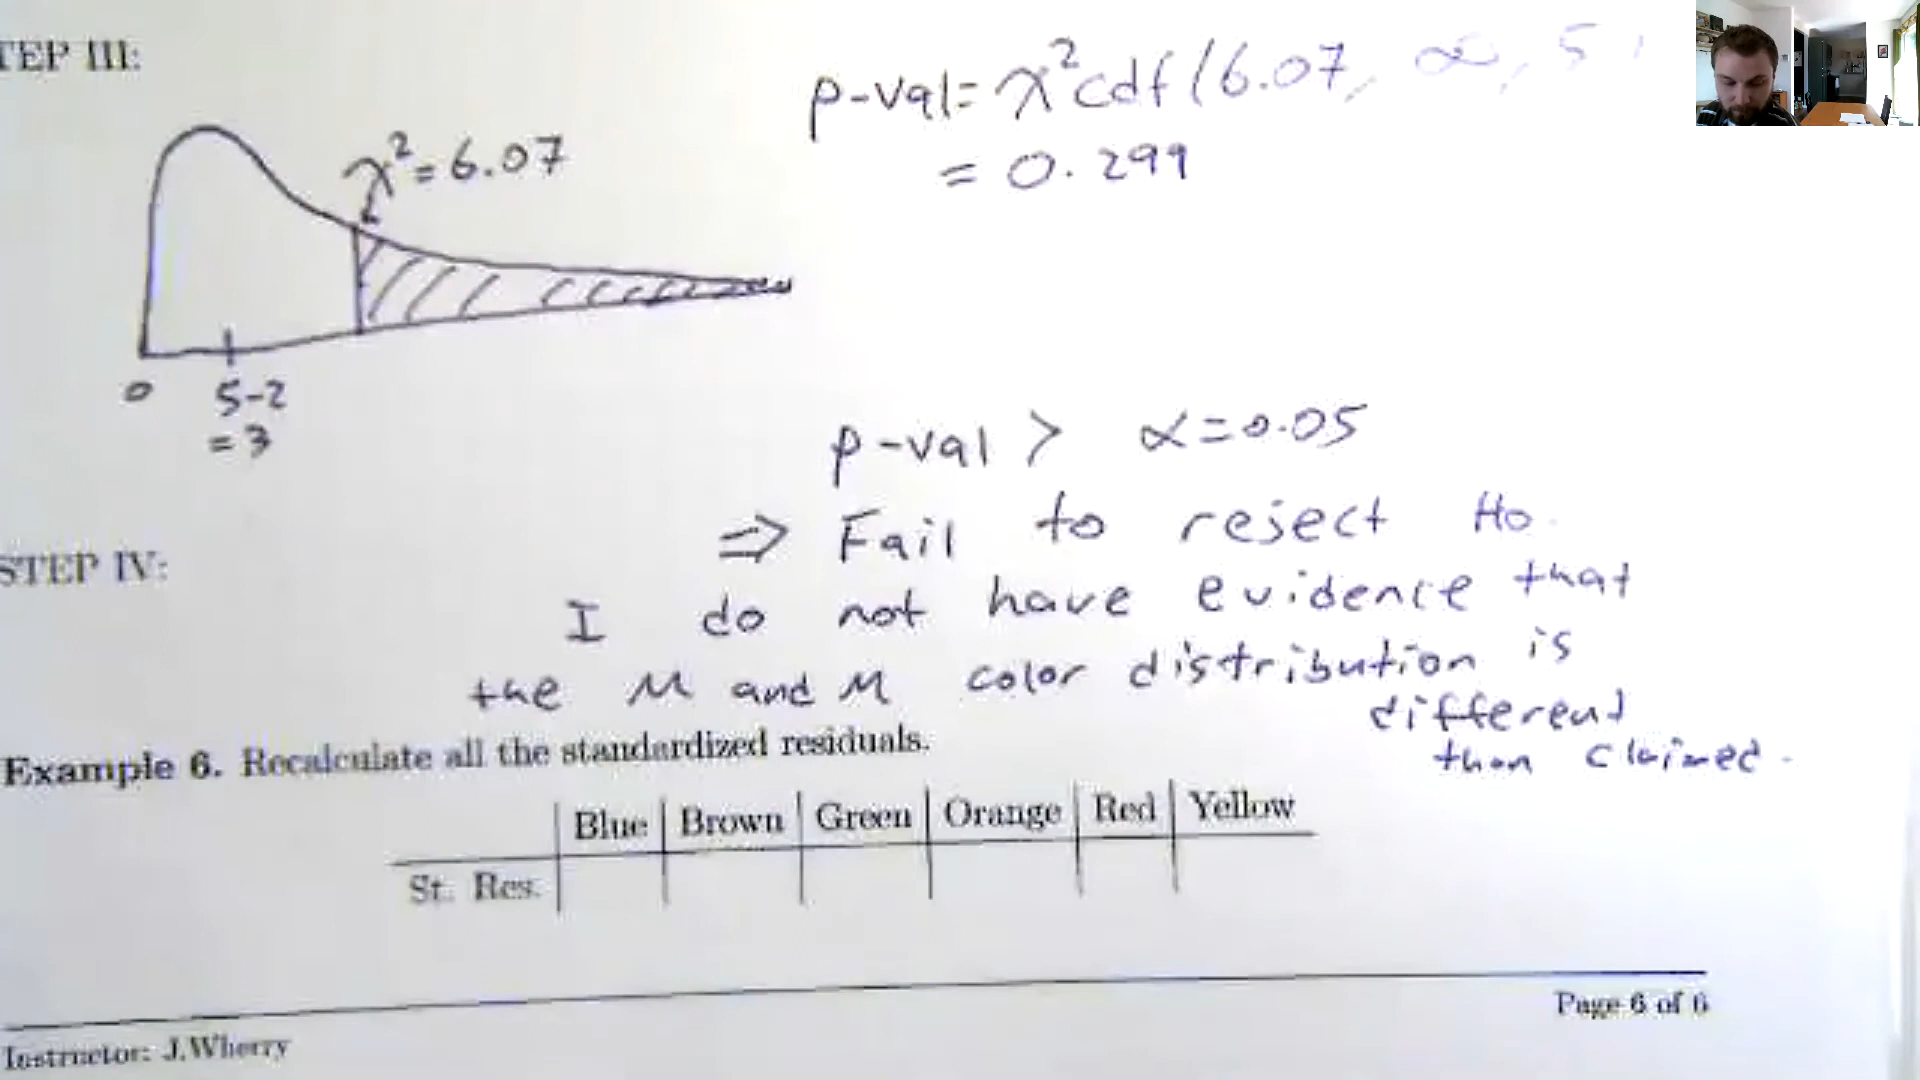 TEP III:
p-val= χ²cdf(6.07, ∞, 5)
= 0.299
χ²=6.07
0
5-2
= 3
p-val > α=0.05
⇒ Fail to reject Ho.
STEP IV:
I do not have evidence that
the M and M color distribution is
different
than claimed.
Example 6. Recalculate all the standardized residuals.
Blue Brown Green Orange Red Yellow
St. Res.
Page 6 of 6
Instructor: J.Wherry